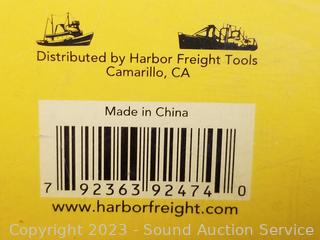 Distributed by Harbor Freight Tools
Camarillo, CA
Made in China
7 92363 92474 0
www.harborfreight.com
Copyright 2023 - Sound Auction Service